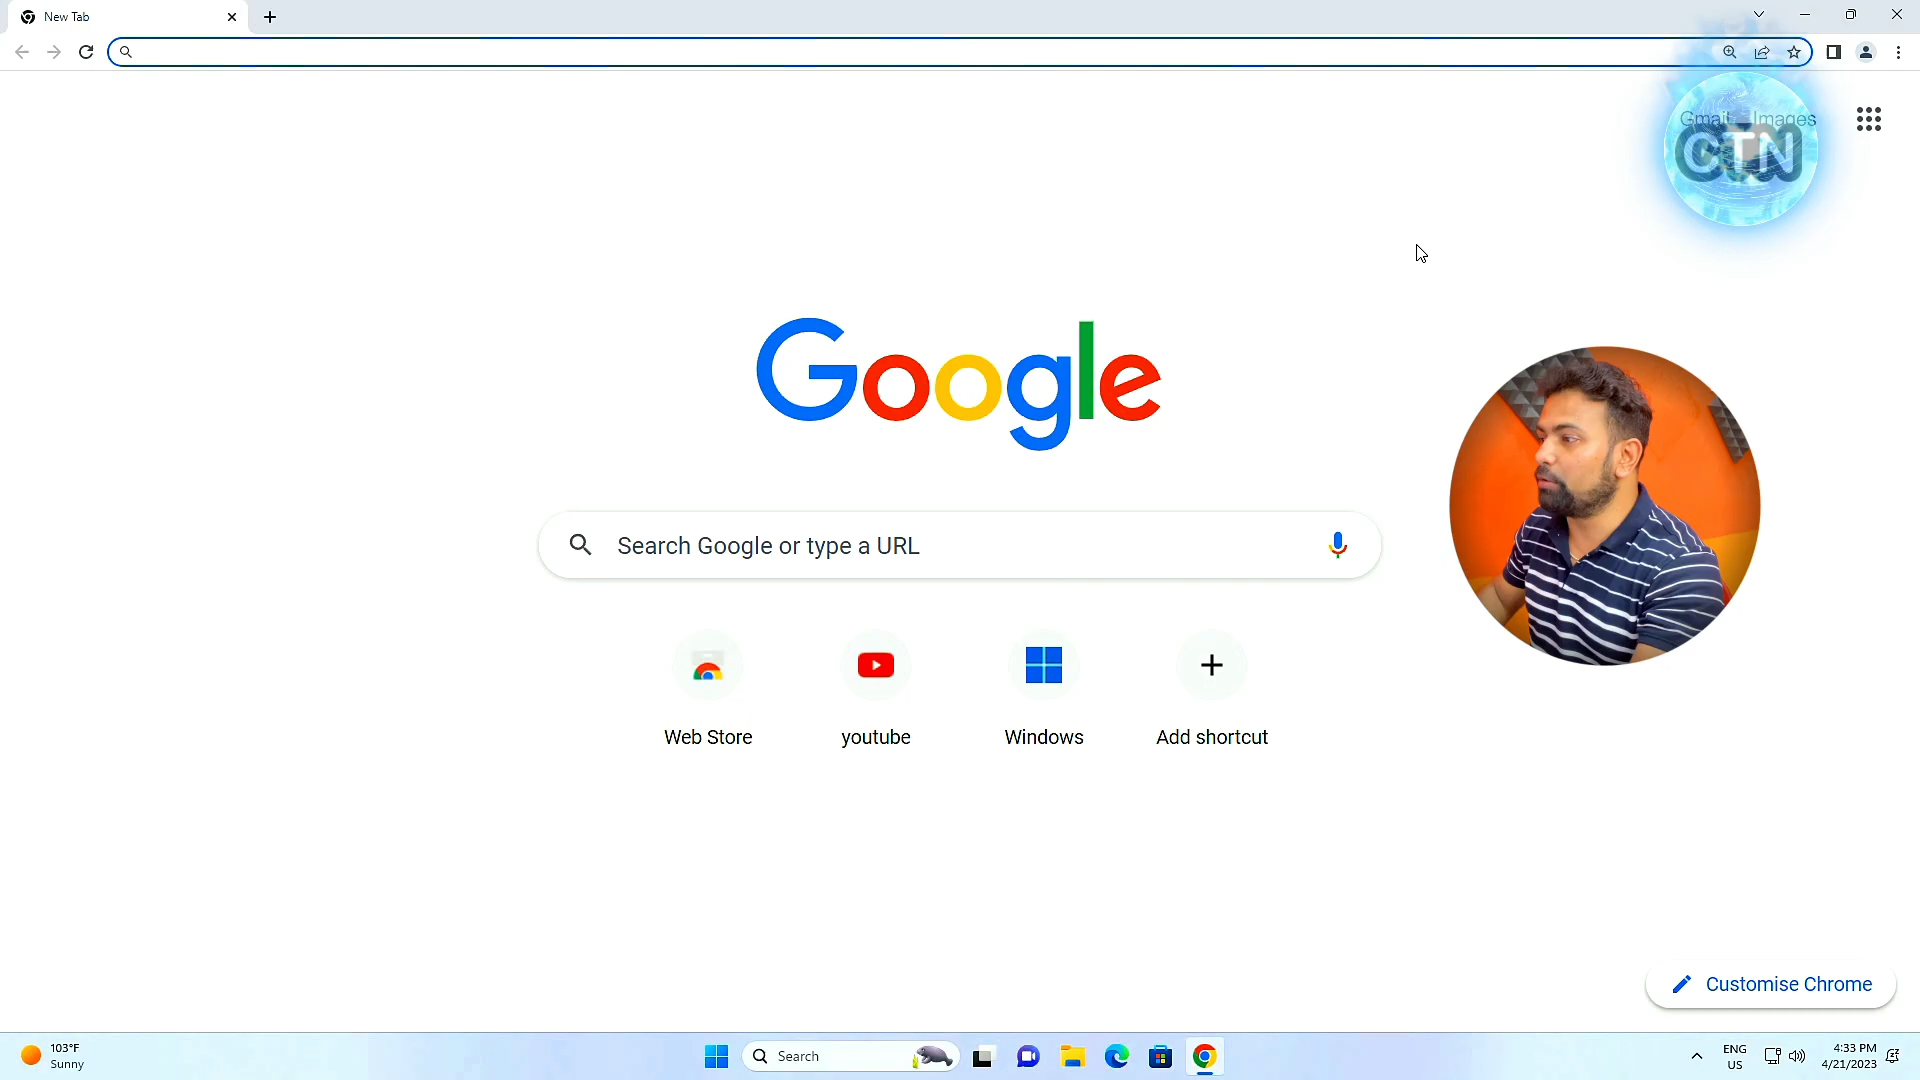 New Tab
Gmail Images
CTN
Google
Search Google or type a URL
Web Store
youtube
Windows
Add shortcut
Customise Chrome
103°F
Sunny
Search
ENG
US
4:33 PM
4/21/2023